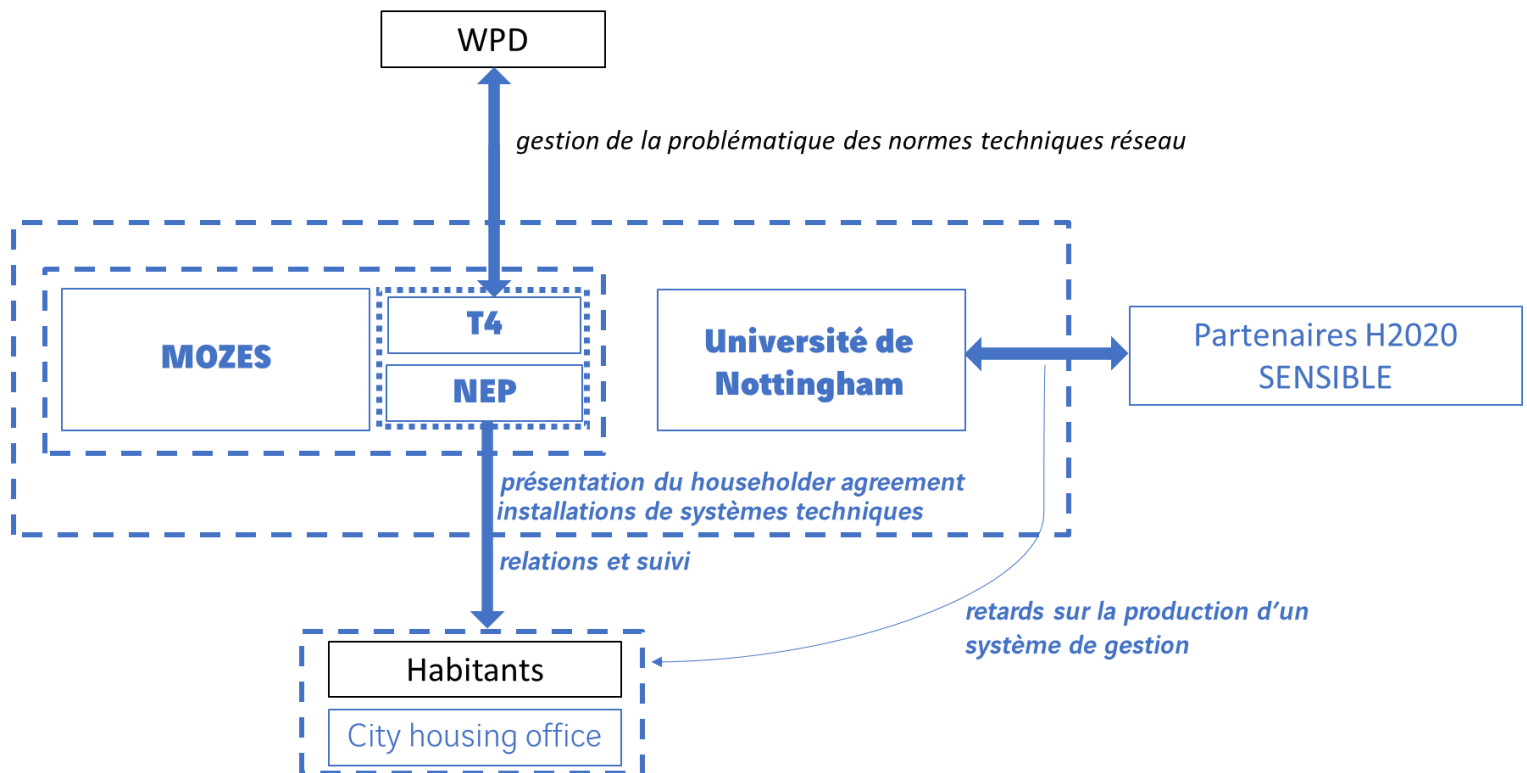 WPD
gestion de la problématique des normes techniques réseau
MOZES
T4
NEP
Université de
Nottingham
Partenaires H2020
SENSIBLE
présentation du householder agreement
installations de systèmes techniques
relations et suivi
retards sur la production d’un
système de gestion
Habitants
City housing office